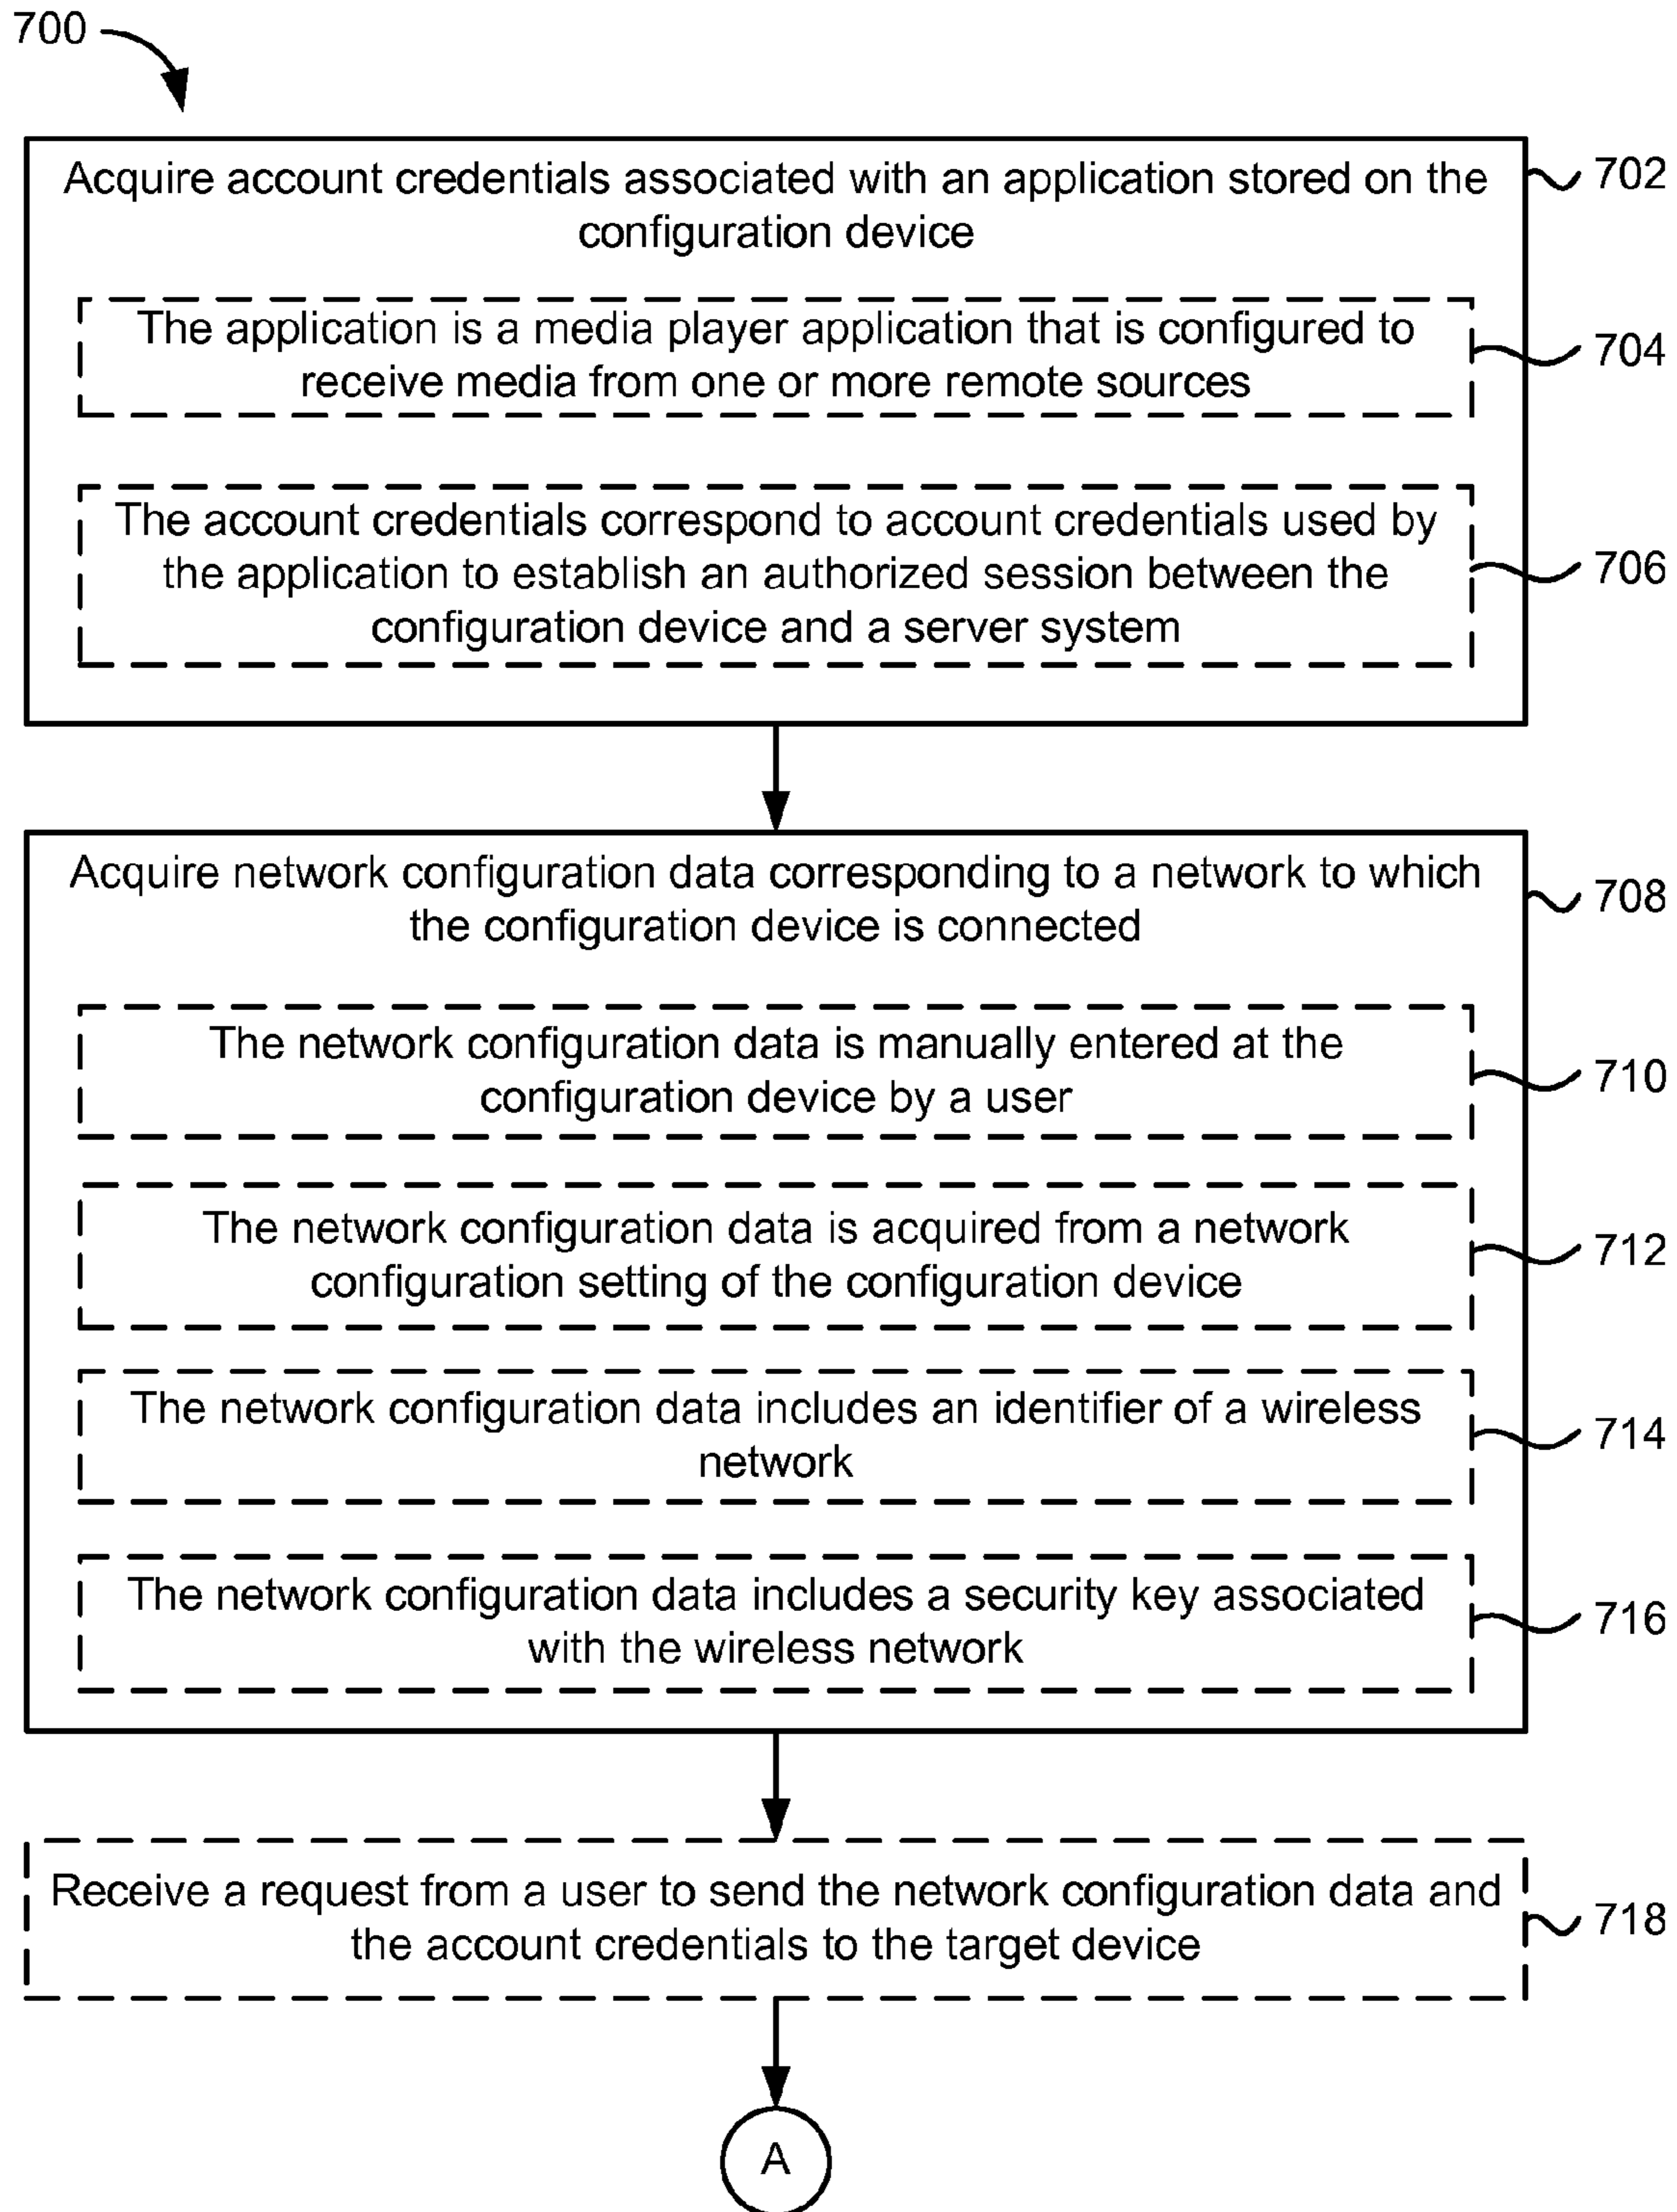 700
Acquire account credentials associated with an application stored on the
configuration device
702
The application is a media player application that is configured to
receive media from one or more remote sources
704
The account credentials correspond to account credentials used by
the application to establish an authorized session between the
configuration device and a server system
706
Acquire network configuration data corresponding to a network to which
the configuration device is connected
708
The network configuration data is manually entered at the
configuration device by a user
710
The network configuration data is acquired from a network
configuration setting of the configuration device
712
The network configuration data includes an identifier of a wireless
network
714
The network configuration data includes a security key associated
with the wireless network
716
Receive a request from a user to send the network configuration data and
the account credentials to the target device
718
A